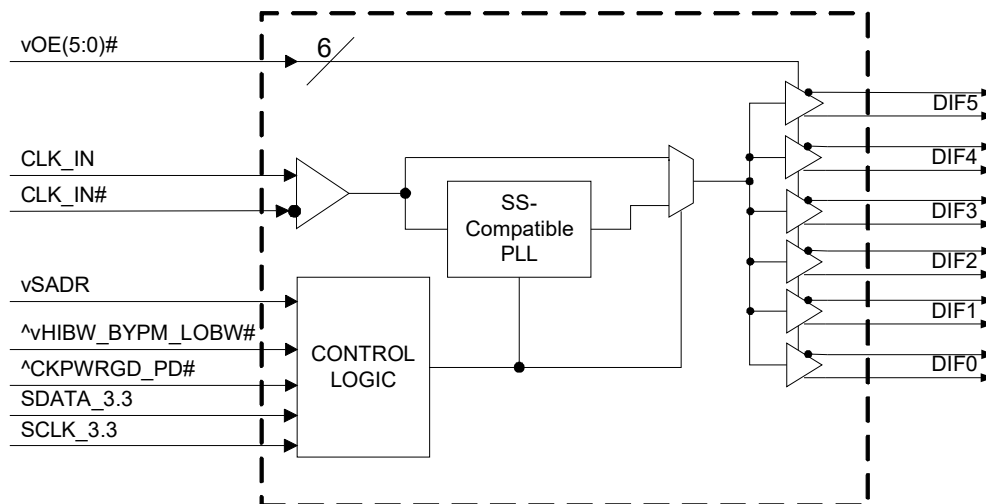 vOE(5:0)#
6
DIF5
CLK_IN
DIF4
CLK_IN#
SS-
Compatible
PLL
DIF3
DIF2
vSADR
DIF1
^vHIBW_BYPM_LOBW#
CONTROL
LOGIC
^CKPWRGD_PD#
DIF0
SDATA_3.3
SCLK_3.3